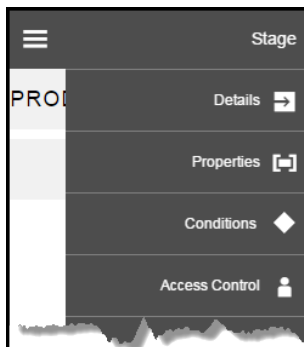 Stage
PROD
Details
Properties
Conditions
Access Control